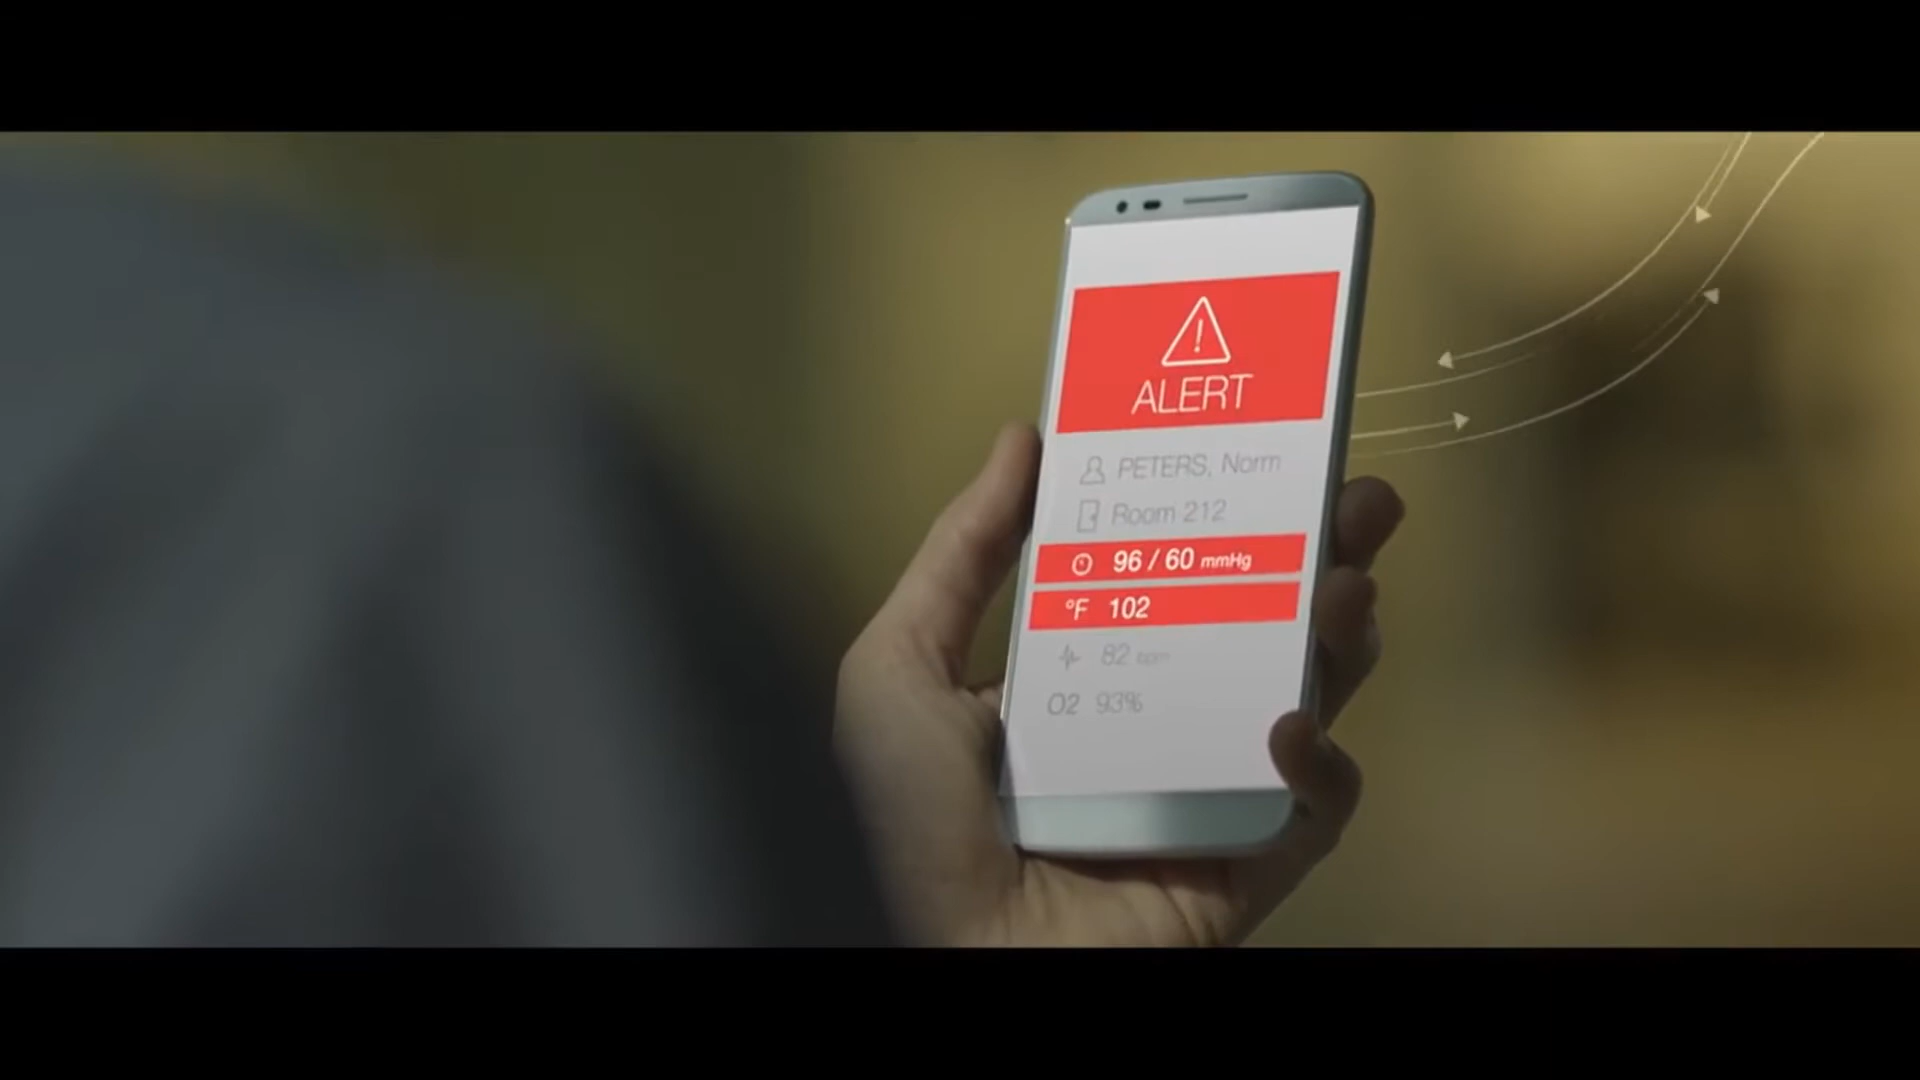 ALERT
PETERS, Norm
Room 212
96 / 60 mmHg
°F 102
82 bpm
O2 93%